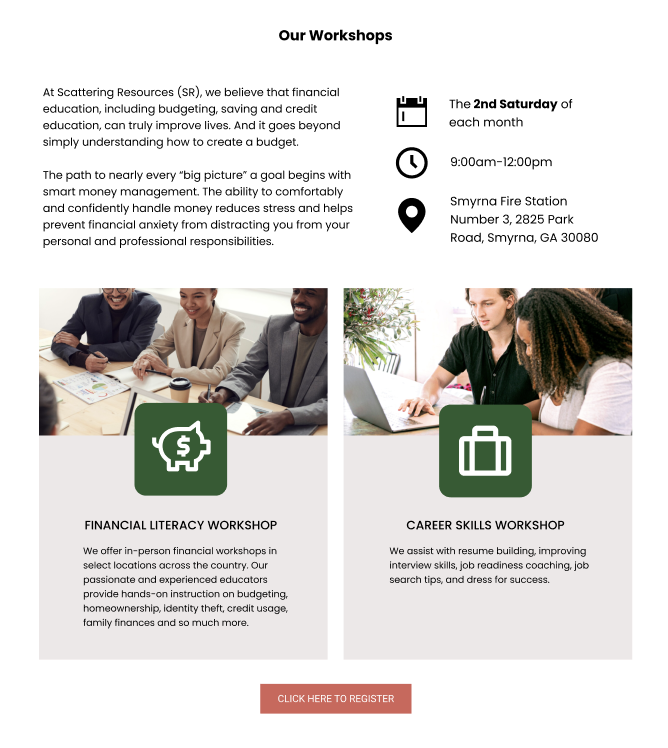 Our Workshops
At Scattering Resources (SR), we believe that financial
education, including budgeting, saving and credit
education, can truly improve lives. And it goes beyond
simply understanding how to create a budget.
The path to nearly every “big picture” a goal begins with
smart money management. The ability to comfortably
and confidently handle money reduces stress and helps
prevent financial anxiety from distracting you from your
personal and professional responsibilities.
The 2nd Saturday of
each month
9:00am-12:00pm
Smyrna Fire Station
Number 3, 2825 Park
Road, Smyrna, GA 30080
$
FINANCIAL LITERACY WORKSHOP
We offer in-person financial workshops in
select locations across the country. Our
passionate and experienced educators
provide hands-on instruction on budgeting,
homeownership, identity theft, credit usage,
family finances and so much more.
CAREER SKILLS WORKSHOP
We assist with resume building, improving
interview skills, job readiness coaching, job
search tips, and dress for success.
CLICK HERE TO REGISTER